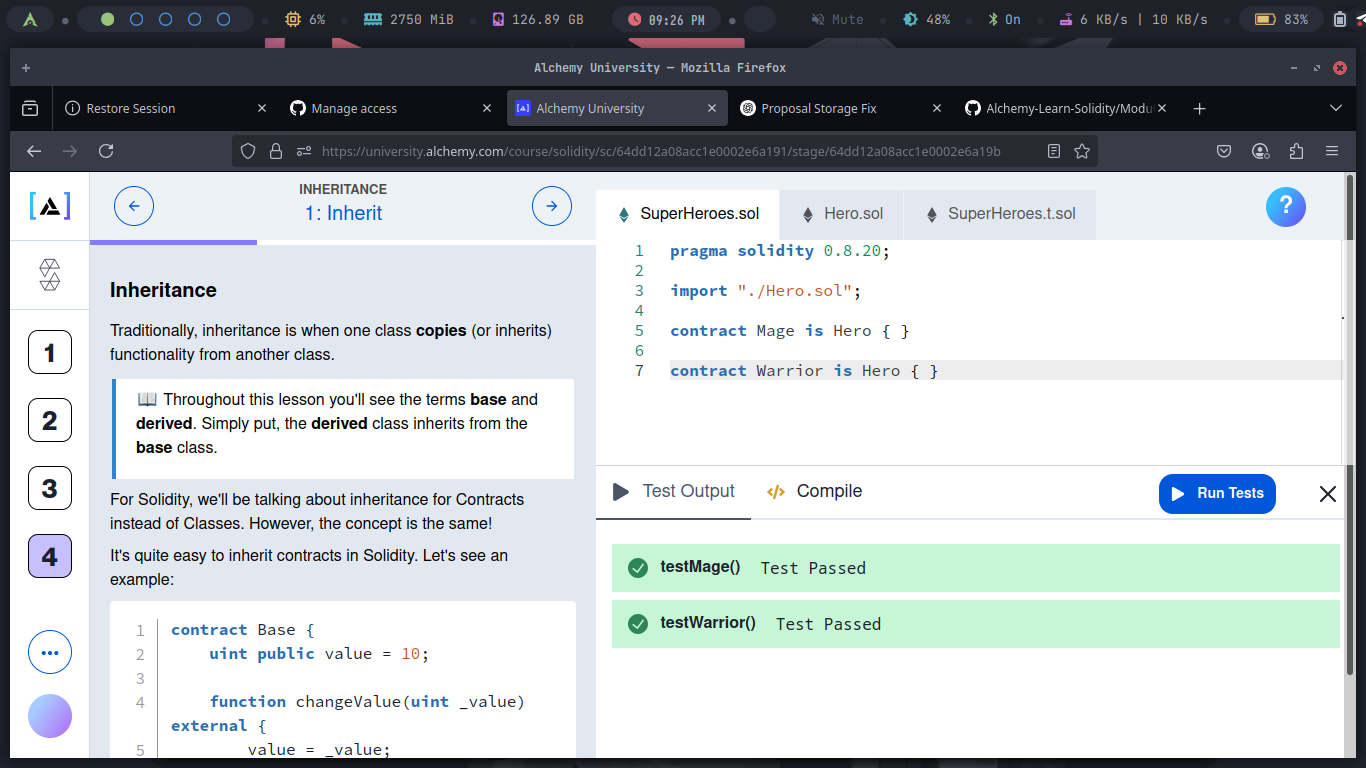 6%
2750 MiB
126.89 GB
09:26 PM
Mute
48%
On
6 KB/s | 10 KB/s
83%
Alchemy University — Mozilla Firefox
Restore Session
Manage access
Alchemy University
Proposal Storage Fix
Alchemy-Learn-Solidity/Modu
https://university.alchemy.com/course/solidity/sc/64dd12a08acc1e0002e6a191/stage/64dd12a08acc1e0002e6a19b
INHERITANCE
1: Inherit
1
2
3
4
Inheritance
Traditionally, inheritance is when one class copies (or inherits)
functionality from another class.
📖 Throughout this lesson you'll see the terms base and
derived. Simply put, the derived class inherits from the
base class.
For Solidity, we'll be talking about inheritance for Contracts
instead of Classes. However, the concept is the same!
It's quite easy to inherit contracts in Solidity. Let's see an
example:
1 contract Base {
2 uint public value = 10;
3
4 function changeValue(uint _value)
external {
5 value = _value;
SuperHeroes.sol
Hero.sol
SuperHeroes.t.sol
?
1 pragma solidity 0.8.20;
2
3 import "./Hero.sol";
4
5 contract Mage is Hero { }
6
7 contract Warrior is Hero { }
Test Output
Compile
Run Tests
testMage() Test Passed
testWarrior() Test Passed